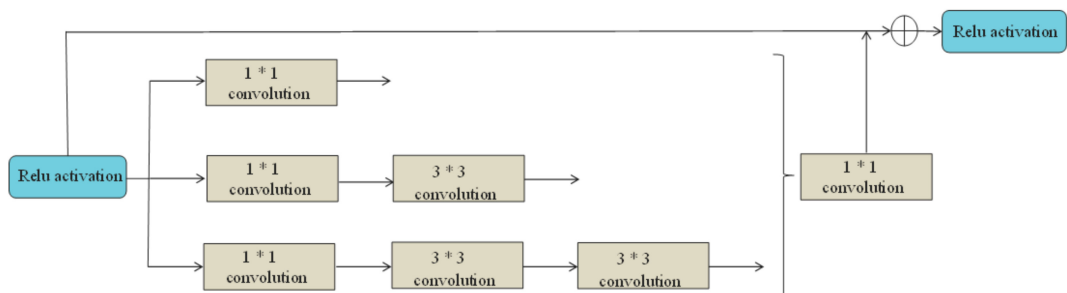 Relu activation
1 * 1
convolution
Relu activation
1 * 1
convolution
3 * 3
convolution
1 * 1
convolution
1 * 1
convolution
3 * 3
convolution
3 * 3
convolution